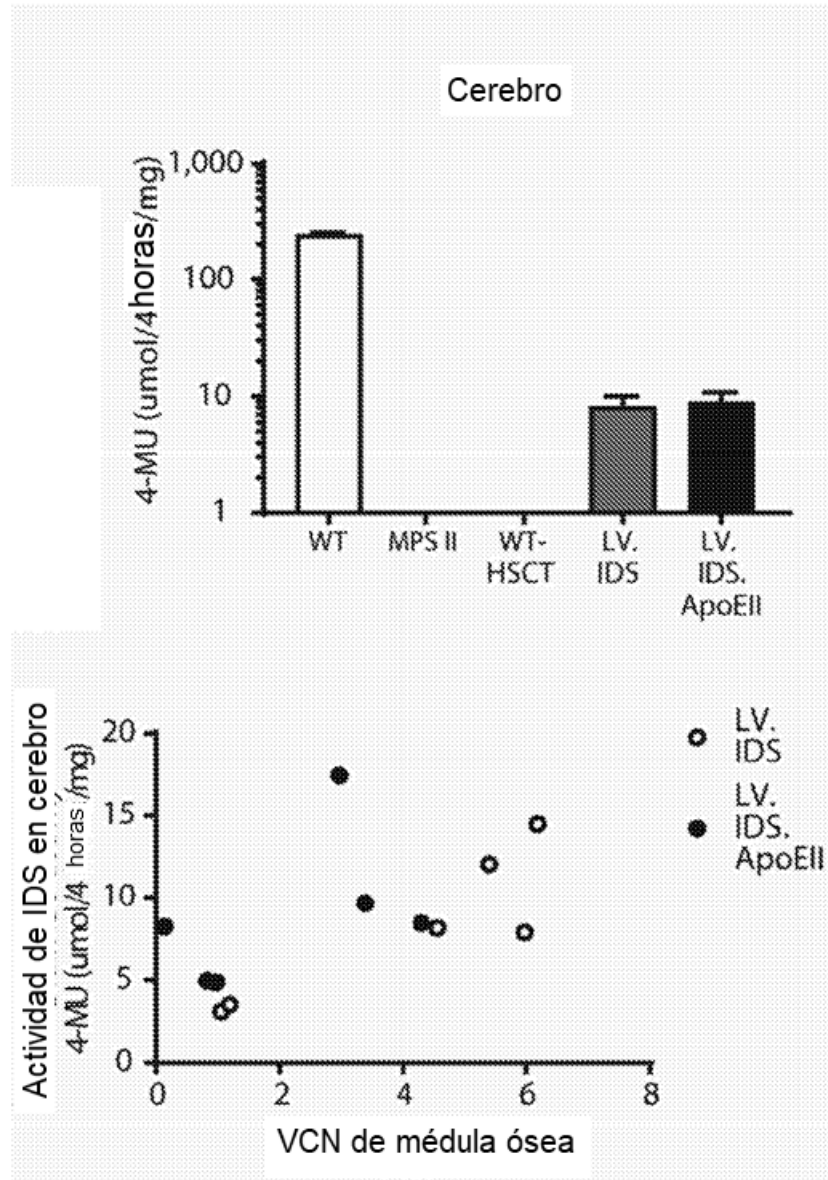 Cerebro
4-MU (umol/4horas/mg)
1,000
100
10
1
WT
MPS II
WT-
HSCT
LV.
IDS
LV.
IDS.
ApoEII
Actividad de IDS en cerebro
4-MU (umol/4 horas /mg)
20
15
10
5
0
0
2
4
6
8
VCN de médula ósea
LV.
IDS
LV.
IDS.
ApoEII